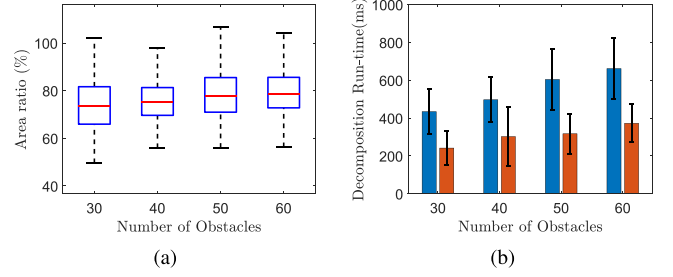 Area ratio (%)
100
80
60
40
30 40 50 60
Number of Obstacles
(a)
Decomposition Run-time(ms)
1000
800
600
400
200
0
30 40 50 60
Number of Obstacles
(b)